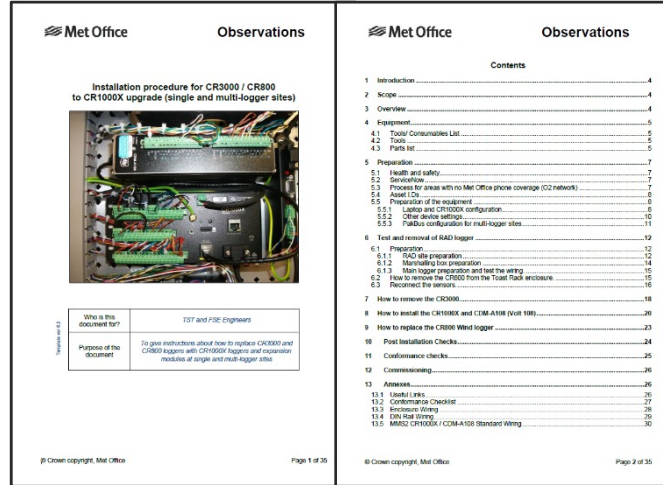 Met Office
Observations
Installation procedure for CR3000 / CR800
to CR1000X upgrade (single and multi-logger sites)
Who is this
document for?
TST and FSE Engineers
Purpose of the
document
To give instructions about how to replace CR3000 and
CR800 loggers with CR1000X loggers and expansion
modules at single and multi-logger sites
© Crown copyright, Met Office
Page 1 of 35
Met Office
Observations
Contents
1 Introduction 4
2 Scope 4
3 Overview 4
4 Equipment 5
4.1 Tools/ Consumables List 5
4.2 Tools 5
4.3 Parts list 5
5 Preparation 7
5.1 Health and safety 7
5.2 ServiceNow 7
5.3 Process for areas with no Met Office phone coverage (O2 network) 7
5.4 Asset I.Ds 8
5.5 Preparation of the equipment 8
5.5.1 Laptop and CR1000X configuration 8
5.5.2 Other device settings 10
5.5.3 PakBus configuration for multi-logger sites 11
6 Test and removal of RAD logger 12
6.1 Preparation 12
6.1.1 RAD site preparation 12
6.1.2 Marshalling box preparation 14
6.1.3 Main logger preparation and test the wiring 15
6.2 How to remove the CR800 from the Toast Rack enclosure 15
6.3 Reconnect the sensors 16
7 How to remove the CR3000 18
8 How to install the CR1000X and CDM-A108 (Volt 108) 20
9 How to replace the CR800 Wind logger 23
10 Post Installation Checks 24
11 Conformance checks 25
12 Commissioning 26
13 Annexes 26
13.1 Useful Links 26
13.2 Conformance Checklist 27
13.3 Enclosure Wiring 28
13.4 DIN Rail Wiring 29
13.5 MMS2 CR1000X / CDM-A108 Standard Wiring 30
© Crown copyright, Met Office
Page 2 of 35